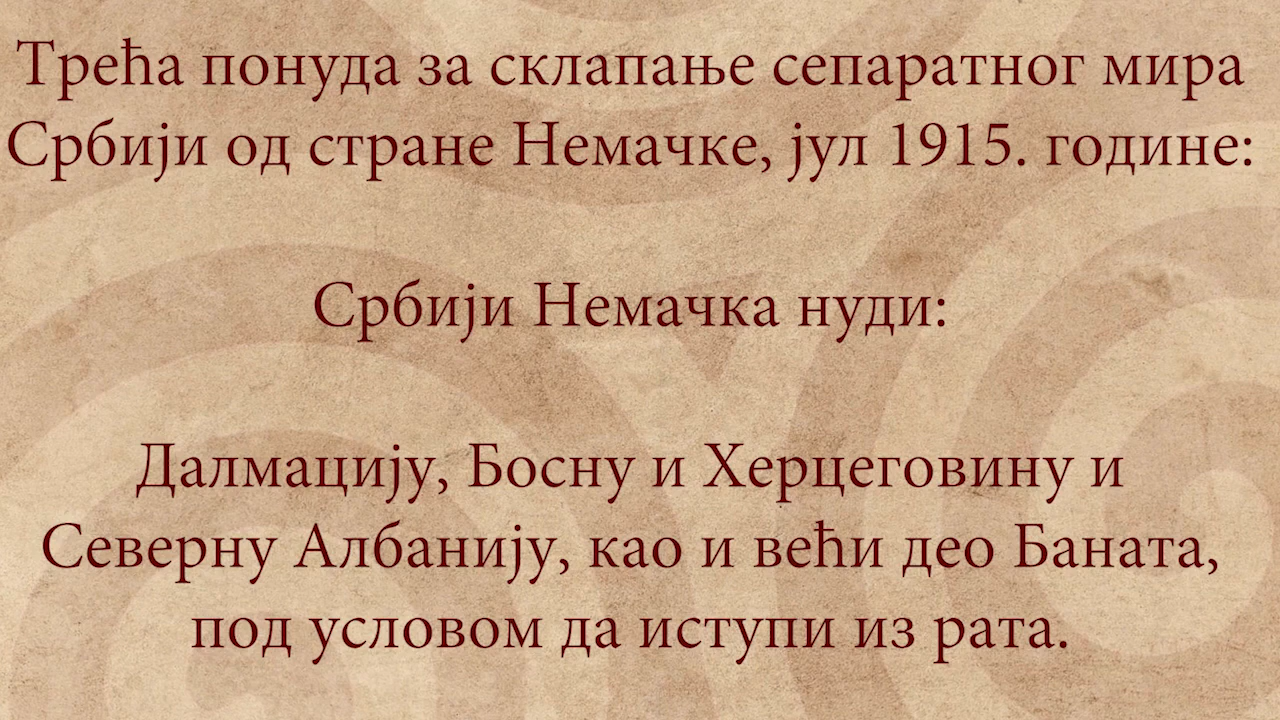 Трећа понуда за склапање сепаратног мира
Србији од стране Немачке, јул 1915. године:
Србији Немачка нуди:
Далмацију, Босну и Херцеговину и
Северну Албанију, као и већи део Баната,
под условом да иступи из рата.